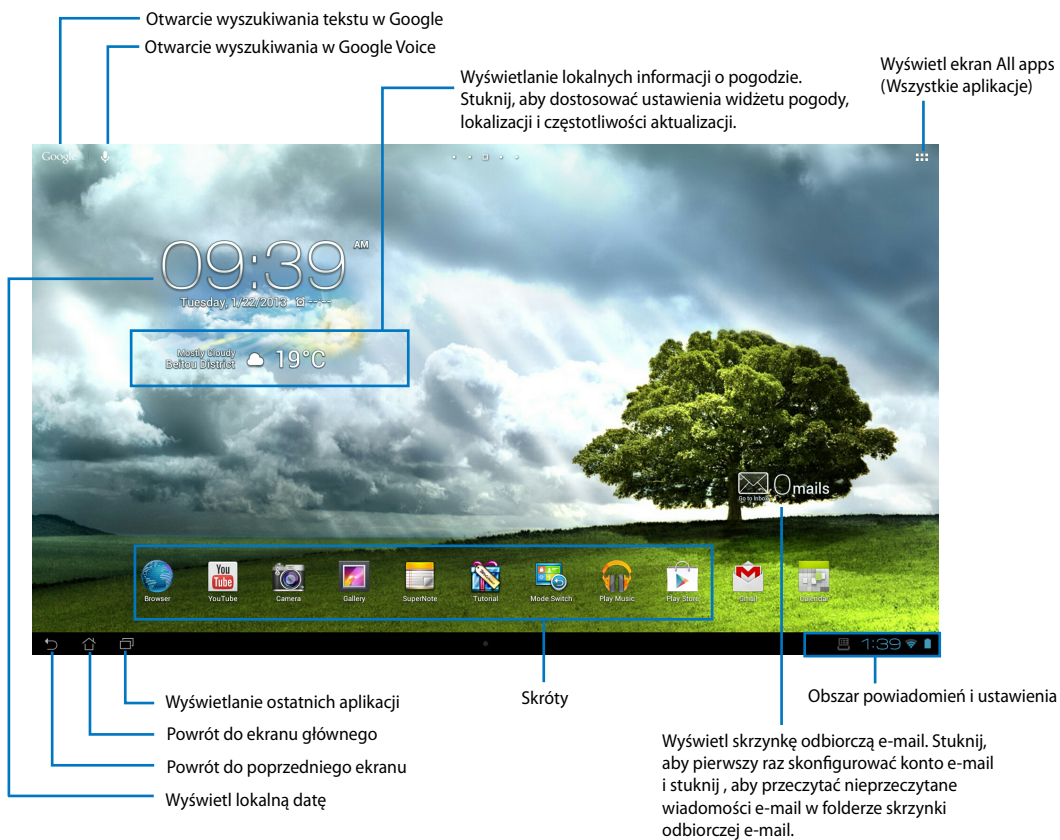 Otwarcie wyszukiwania tekstu w Google
Otwarcie wyszukiwania w Google Voice
Wyświetlanie lokalnych informacji o pogodzie.
Stuknij, aby dostosować ustawienia widżetu pogody,
lokalizacji i częstotliwości aktualizacji.
Wyświetl ekran All apps
(Wszystkie aplikacje)
Google
09:39 AM
Tuesday, 1/22/2013 --:--
Mostly Cloudy
Beitou District
19°C
Go to Inbox
0mails
Browser
YouTube
You
Tube
Camera
Gallery
SuperNote
Tutorial
Mode Switch
Play Music
Play Store
Gmail
Calendar
1:39
Wyświetlanie ostatnich aplikacji
Powrót do ekranu głównego
Powrót do poprzedniego ekranu
Wyświetl lokalną datę
Skróty
Obszar powiadomień i ustawienia
Wyświetl skrzynkę odbiorczą e-mail. Stuknij,
aby pierwszy raz skonfigurować konto e-mail
i stuknij , aby przeczytać nieprzeczytane
wiadomości e-mail w folderze skrzynki
odbiorczej e-mail.